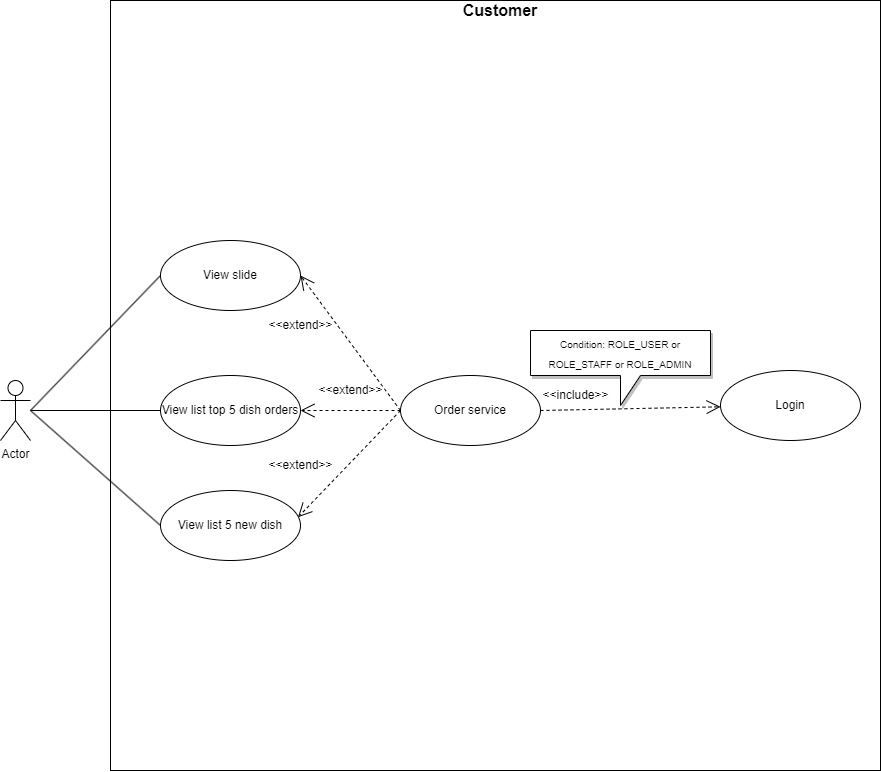 Customer
View slide
<<extend>>
Condition: ROLE_USER or
ROLE_STAFF or ROLE_ADMIN
<<extend>>
<<include>>
View list top 5 dish orders
Order service
Login
Actor
<<extend>>
View list 5 new dish